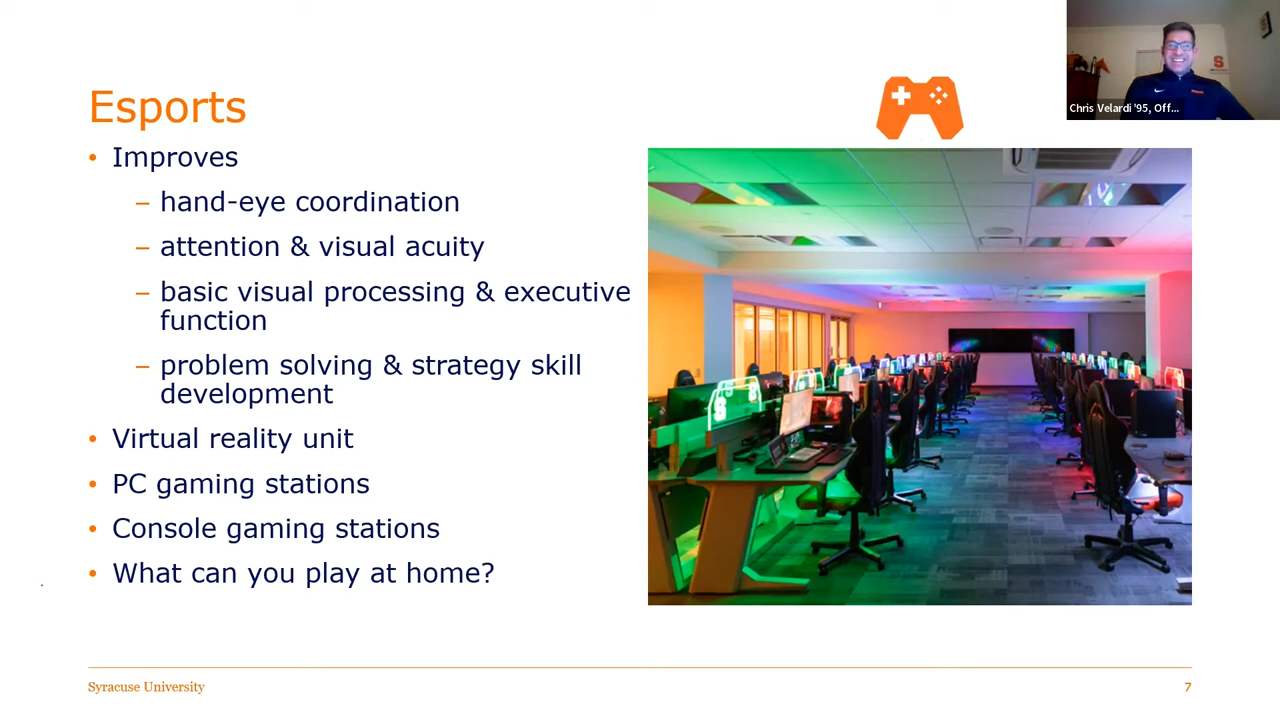 Chris Velardi '95, Off...
Esports
• Improves
– hand-eye coordination
– attention & visual acuity
– basic visual processing & executive
function
– problem solving & strategy skill
development
• Virtual reality unit
• PC gaming stations
• Console gaming stations
• What can you play at home?
S
S
Syracuse University
7